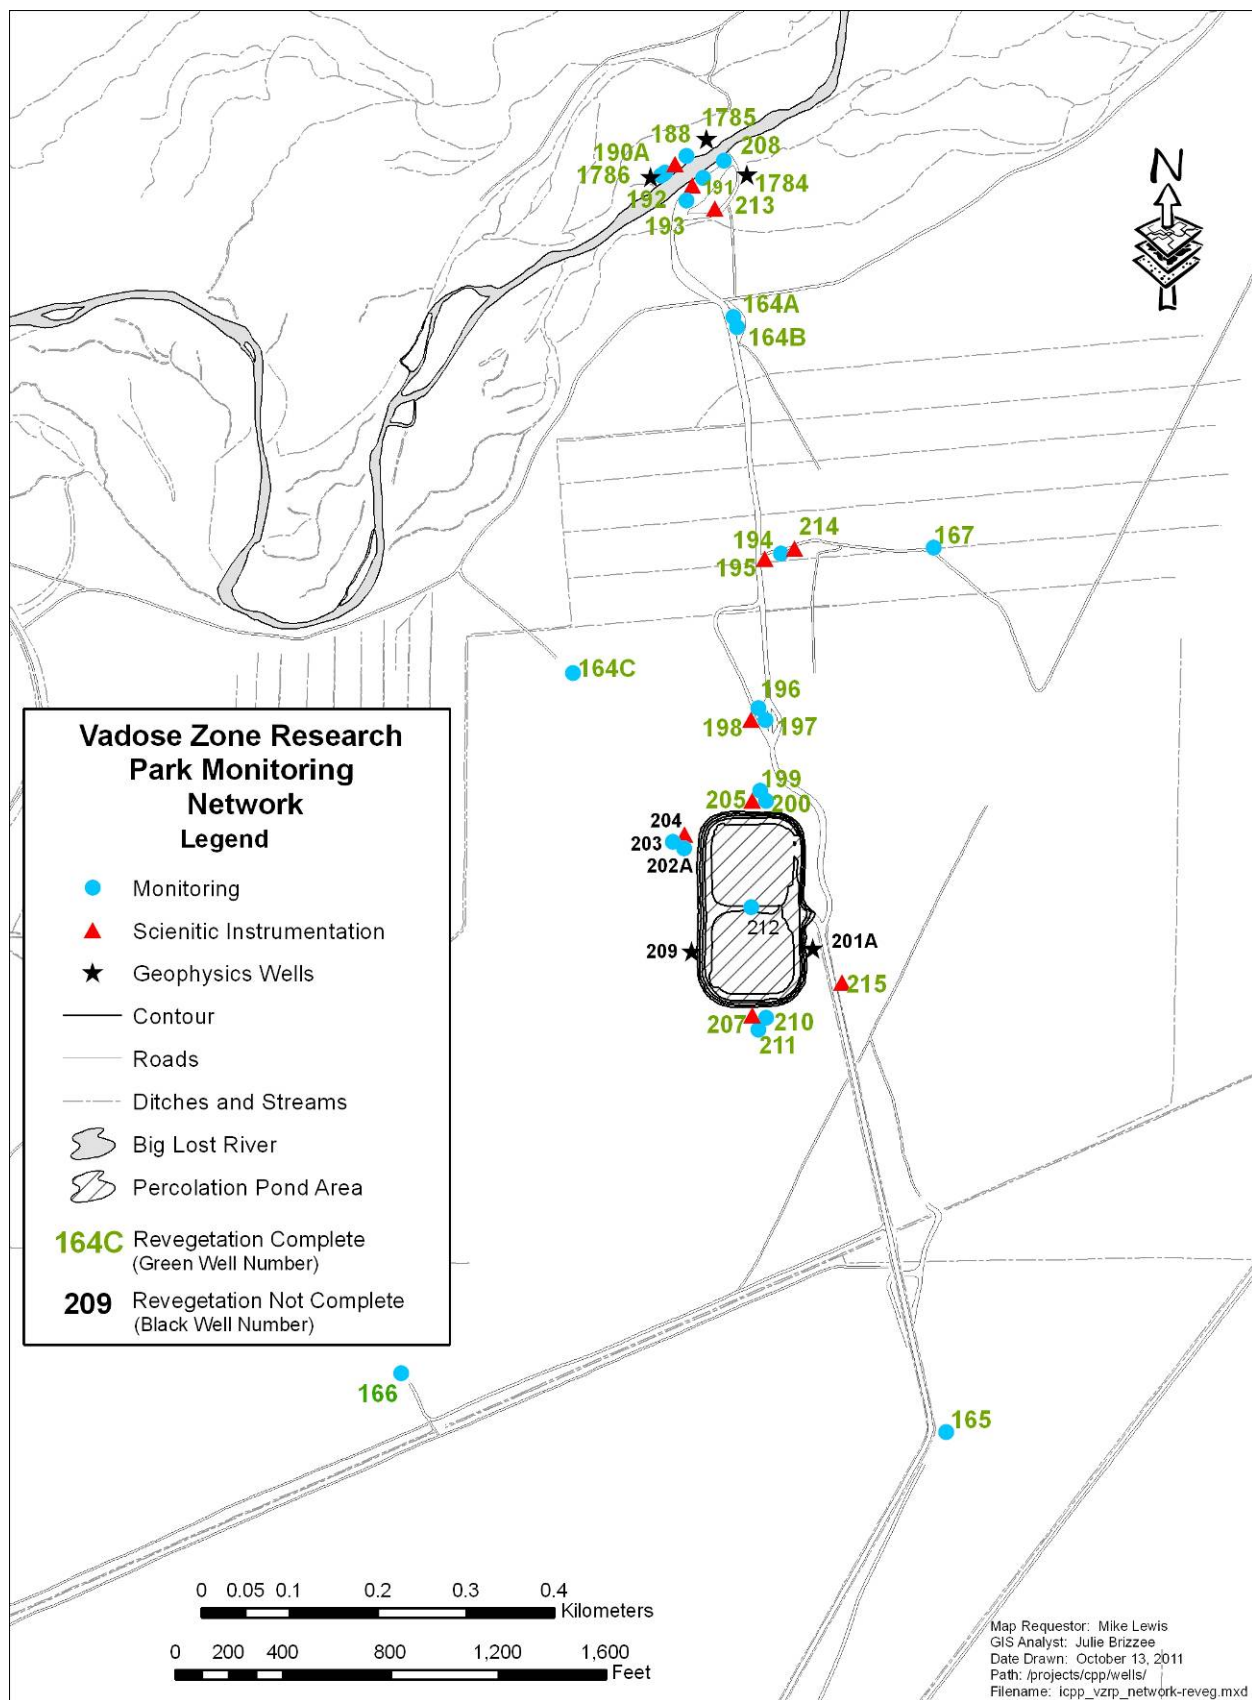 1785
188
208
190A
1786
1784
191
192
213
193
N
164A
164B
214
194
167
195
164C
196
198
197
199
205
200
204
203
202A
212
209
201A
215
207
210
211
Vadose Zone Research
Park Monitoring
Network
Legend
Monitoring
Scienitic Instrumentation
Geophysics Wells
Contour
Roads
Ditches and Streams
Big Lost River
Percolation Pond Area
164C Revegetation Complete
(Green Well Number)
209 Revegetation Not Complete
(Black Well Number)
166
165
0 0.05 0.1 0.2 0.3 0.4
Kilometers
0 200 400 800 1,200 1,600
Feet
Map Requestor: Mike Lewis
GIS Analyst: Julie Brizzee
Date Drawn: October 13, 2011
Path: /projects/cpp/wells/
Filename: icpp_vzrp_network-reveg.mxd